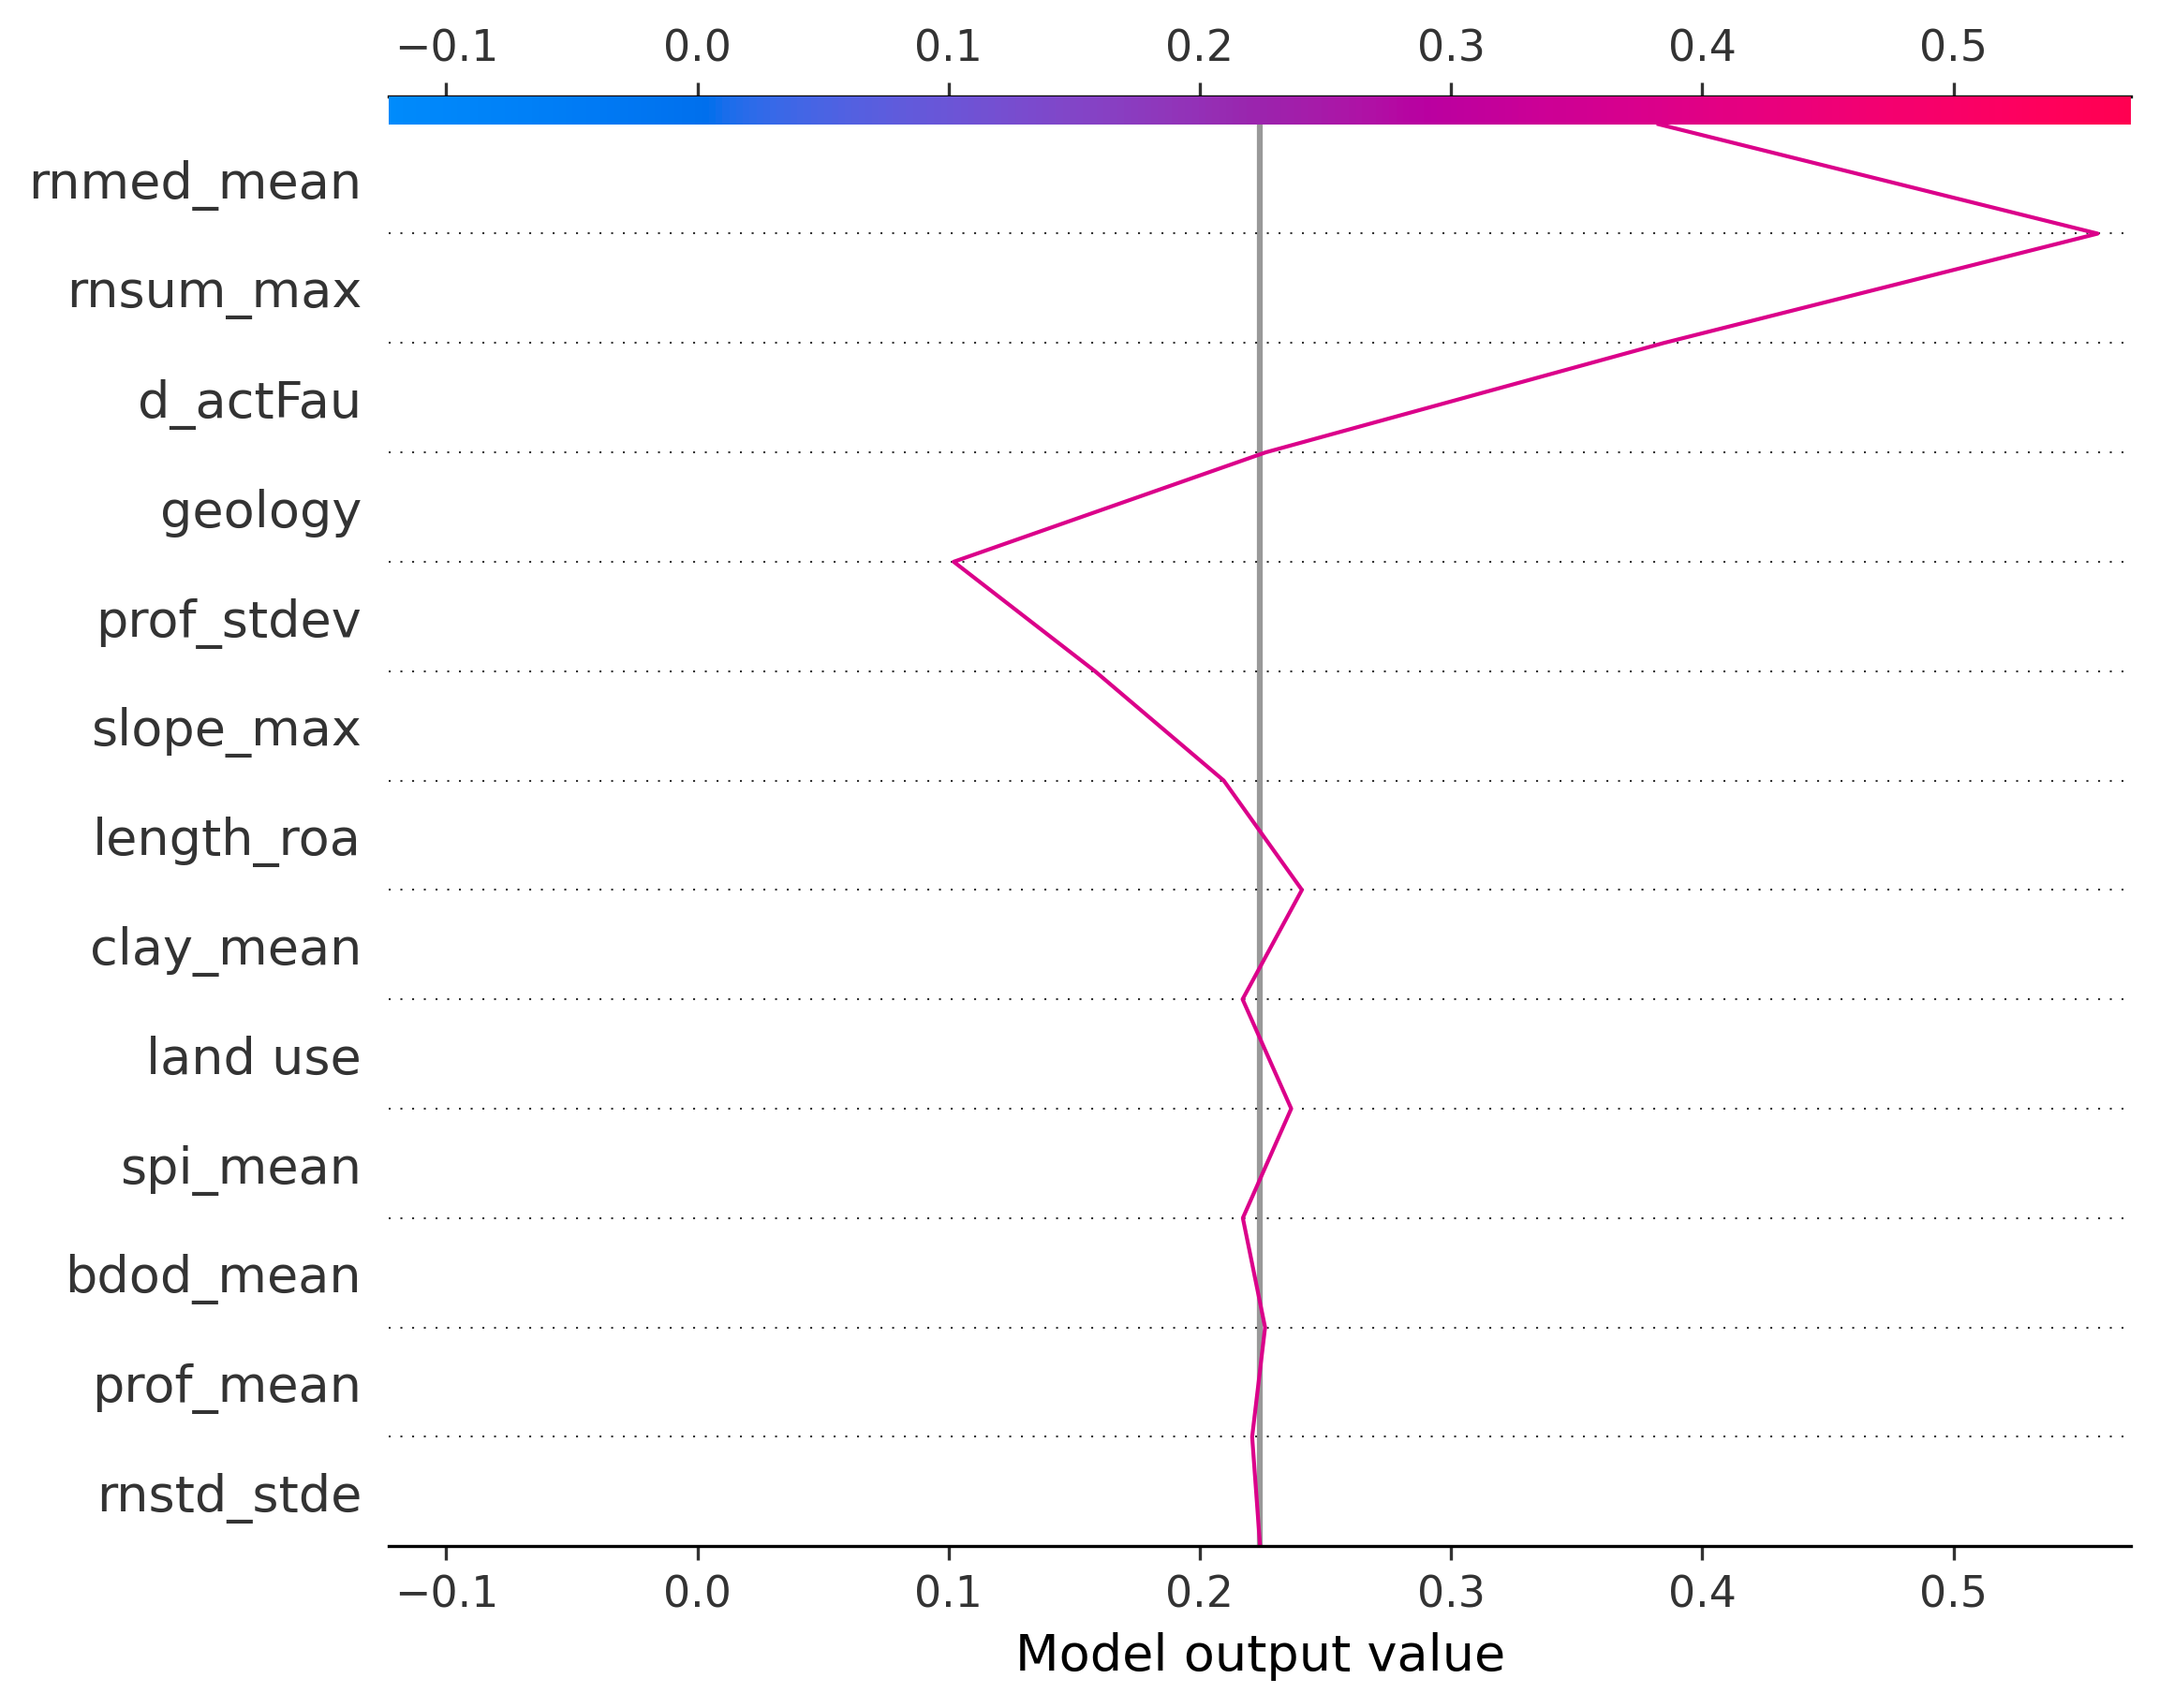 −0.1 0.0 0.1 0.2 0.3 0.4 0.5
rnmed_mean
rnsum_max
d_actFau
geology
prof_stdev
slope_max
length_roa
clay_mean
land use
spi_mean
bdod_mean
prof_mean
rnstd_stde
−0.1 0.0 0.1 0.2 0.3 0.4 0.5
Model output value